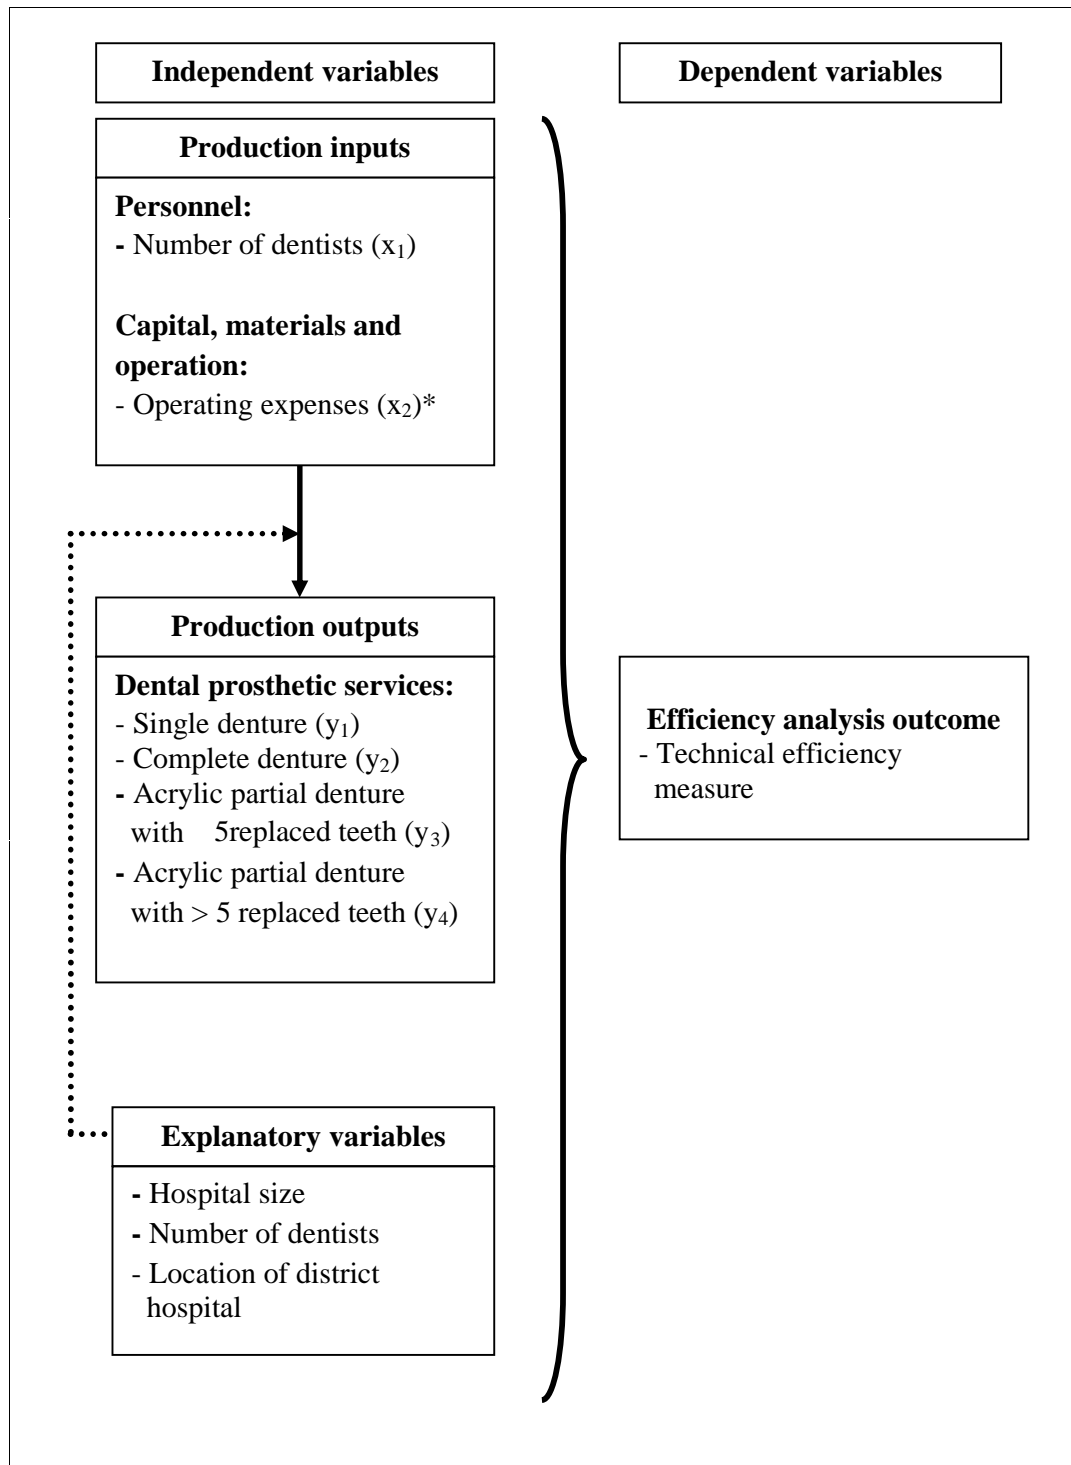 Independent variables
Dependent variables
Production inputs
Personnel:
- Number of dentists (x₁)
Capital, materials and
operation:
- Operating expenses (x₂)*
Production outputs
Dental prosthetic services:
- Single denture (y₁)
- Complete denture (y₂)
- Acrylic partial denture
with 5replaced teeth (y₃)
- Acrylic partial denture
with > 5 replaced teeth (y₄)
Explanatory variables
- Hospital size
- Number of dentists
- Location of district
hospital
Efficiency analysis outcome
- Technical efficiency
measure